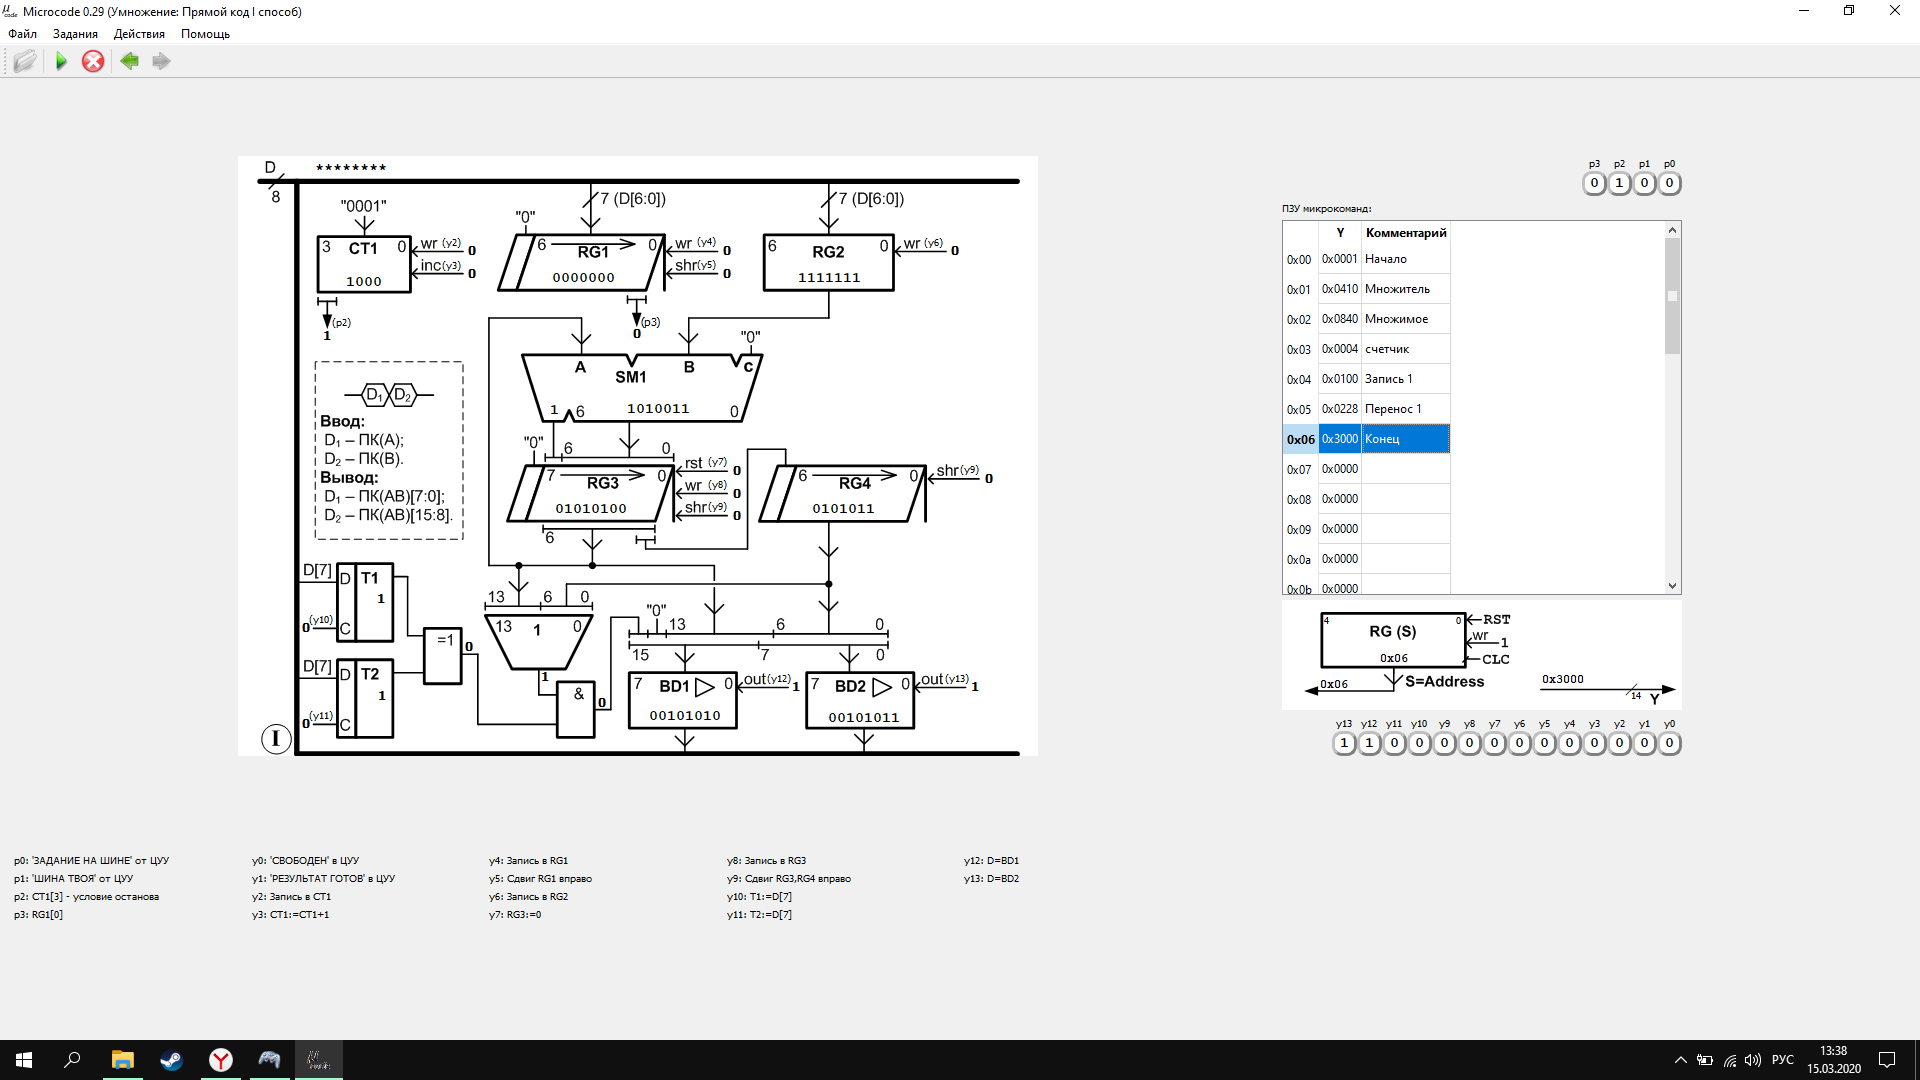 Microcode 0.29 (Умножение: Прямой код I способ)
Файл Задания Действия Помощь
D ********
8
"0001"
3 CT1 0
1000
wr (y2) 0
inc(y3) 0
(p2)
1
"0"
7 (D[6:0])
6 RG1 0
0000000
wr (y4) 0
shr(y5) 0
(p3)
0
7 (D[6:0])
6 RG2 0
1111111
wr (y6) 0
"0"
A B c
SM1
1 6 1010011 0
D1 D2
Ввод:
D1 – ПК(A);
D2 – ПК(B).
Вывод:
D1 – ПК(AB)[7:0];
D2 – ПК(AB)[15:8].
"0" 6 0
7 RG3 0
01010100
rst (y7) 0
wr (y8) 0
shr(y9) 0
6
6 RG4 0
0101011
shr(y9) 0
D[7] D T1
1
0 (y10) C
D[7] D T2
1
0 (y11) C
=1 0
13 6 0
13 1 0
1
& 0
"0" 13 6 0
15 7 0
7 BD1 0
00101010
out(y12) 1
7 BD2 0
00101011
out(y13) 1
I
p3 p2 p1 p0
0 1 0 0
ПЗУ микрокоманд:
Y Комментарий
0x00 0x0001 Начало
0x01 0x0410 Множитель
0x02 0x0840 Множимое
0x03 0x0004 счетчик
0x04 0x0100 Запись 1
0x05 0x0228 Перенос 1
0x06 0x3000 Конец
0x07 0x0000
0x08 0x0000
0x09 0x0000
0x0a 0x0000
0x0b 0x0000
4 0
RG (S)
0x06
RST
wr 1
CLC
0x06 S=Address
0x3000
14 Y
y13 y12 y11 y10 y9 y8 y7 y6 y5 y4 y3 y2 y1 y0
1 1 0 0 0 0 0 0 0 0 0 0 0 0
p0: 'ЗАДАНИЕ НА ШИНЕ' от ЦУУ
p1: 'ШИНА ТВОЯ' от ЦУУ
p2: CT1[3] - условие останова
p3: RG1[0]
y0: 'СВОБОДЕН' в ЦУУ
y1: 'РЕЗУЛЬТАТ ГОТОВ' в ЦУУ
y2: Запись в CT1
y3: CT1:=CT1+1
y4: Запись в RG1
y5: Сдвиг RG1 вправо
y6: Запись в RG2
y7: RG3:=0
y8: Запись в RG3
y9: Сдвиг RG3,RG4 вправо
y10: T1:=D[7]
y11: T2:=D[7]
y12: D=BD1
y13: D=BD2
РУС
13:38
15.03.2020